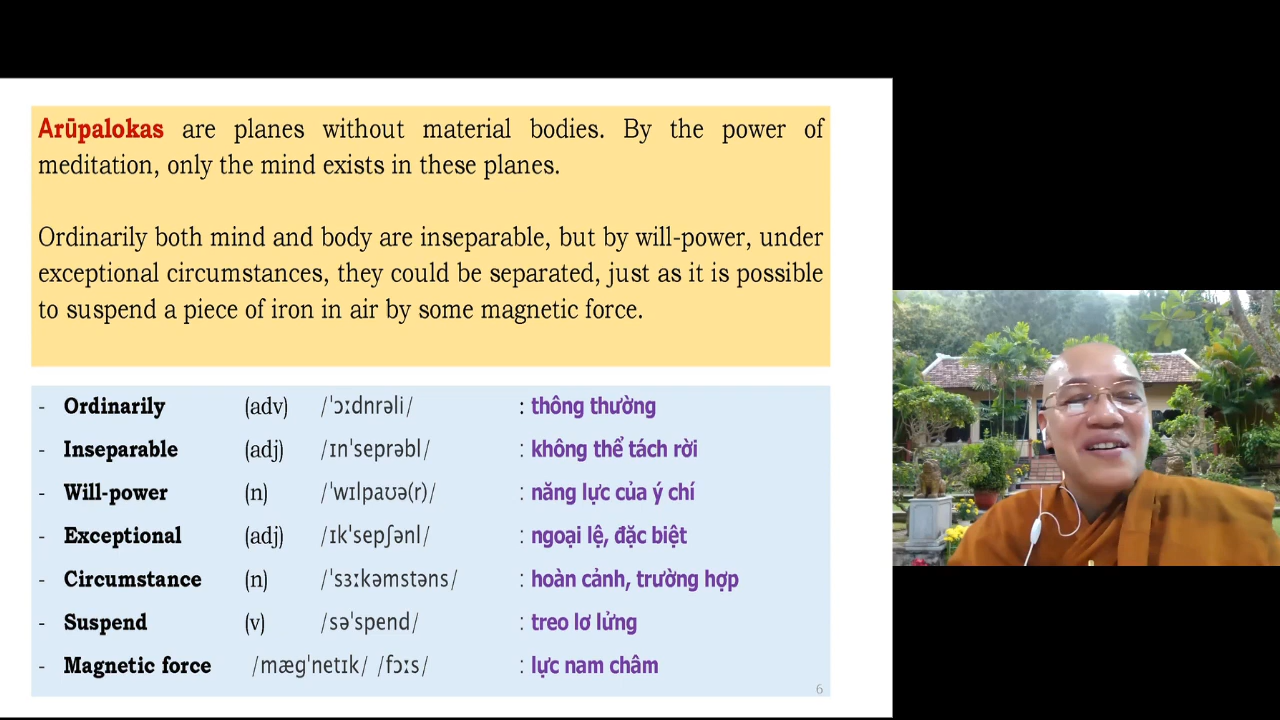 Arūpalokas are planes without material bodies. By the power of
meditation, only the mind exists in these planes.
Ordinarily both mind and body are inseparable, but by will-power, under
exceptional circumstances, they could be separated, just as it is possible
to suspend a piece of iron in air by some magnetic force.
- Ordinarily (adv) /ˈɔːdnrəli/ : thông thường
- Inseparable (adj) /ɪnˈseprəbl/ : không thể tách rời
- Will-power (n) /ˈwɪlpaʊə(r)/ : năng lực của ý chí
- Exceptional (adj) /ɪkˈsepʃənl/ : ngoại lệ, đặc biệt
- Circumstance (n) /ˈsɜːkəmstəns/ : hoàn cảnh, trường hợp
- Suspend (v) /səˈspend/ : treo lơ lửng
- Magnetic force /mægˈnetɪk/ /fɔːs/ : lực nam châm
6